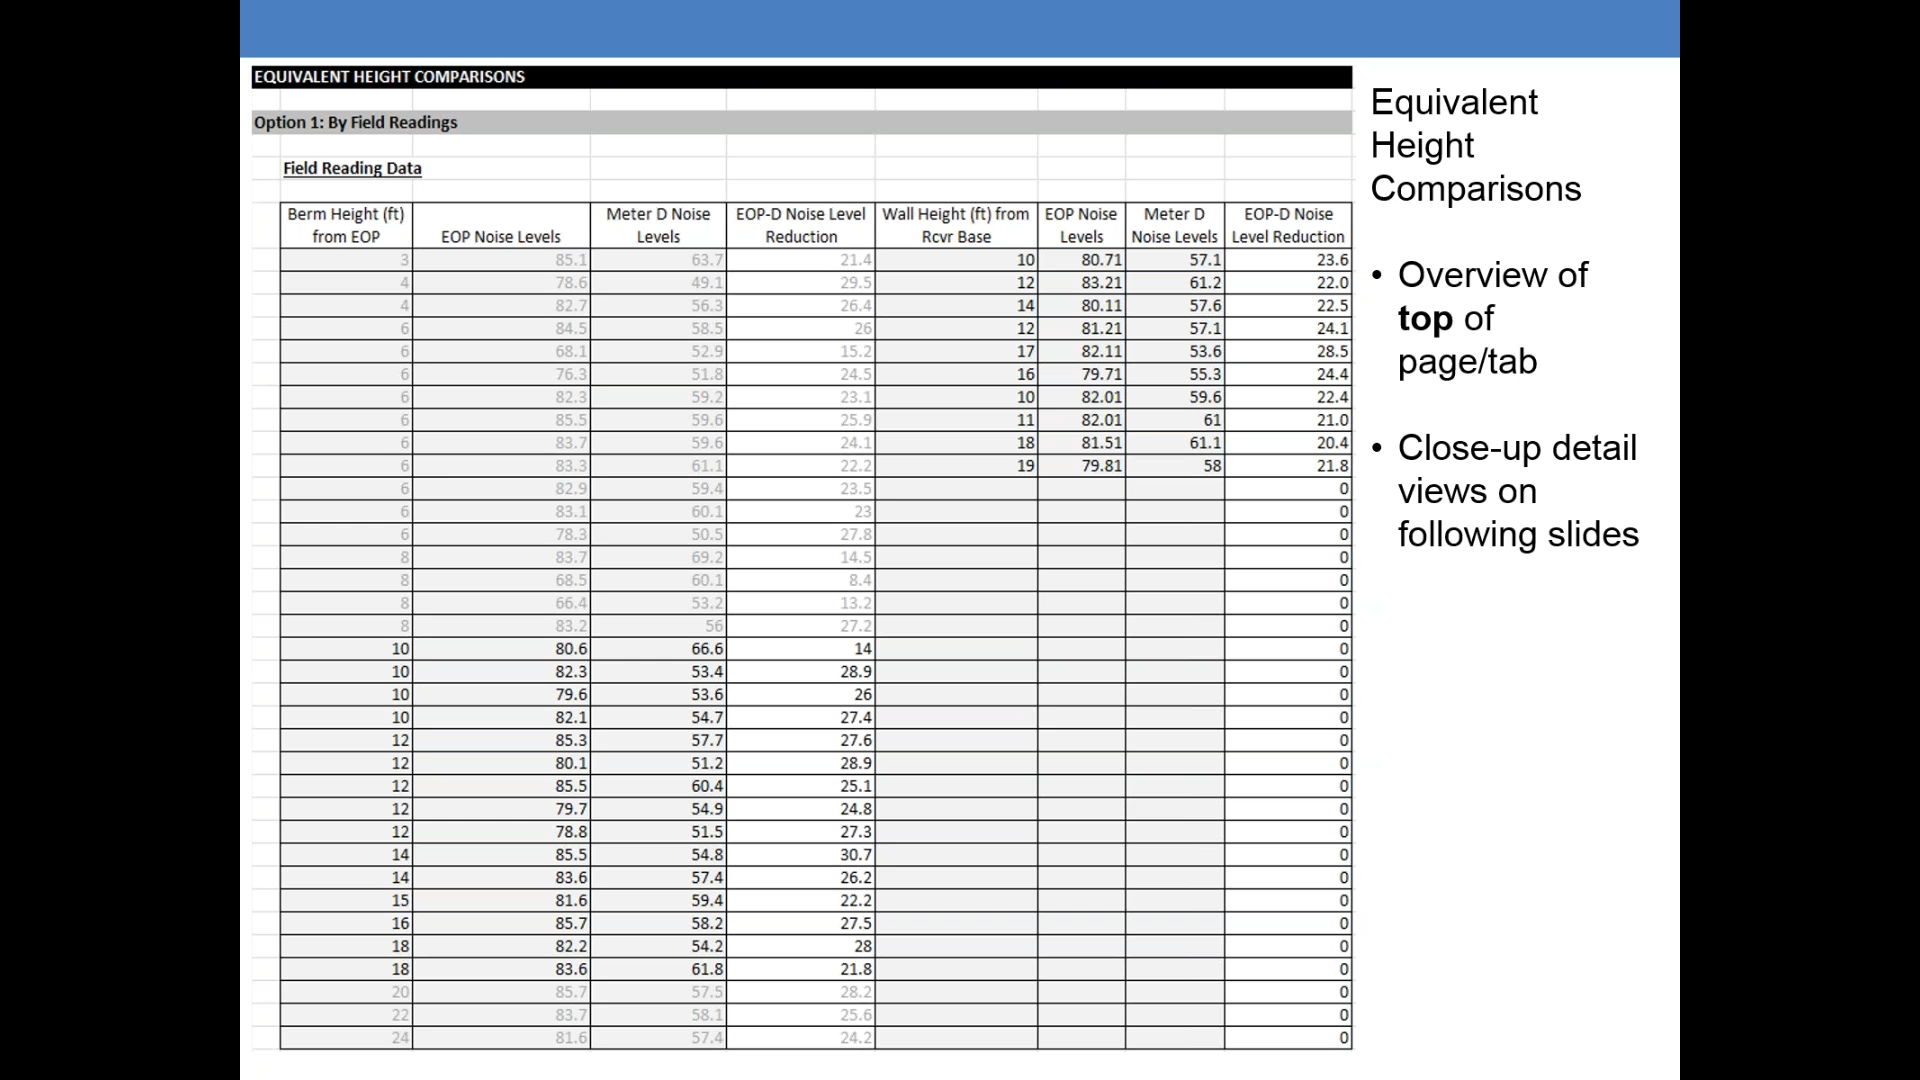 EQUIVALENT HEIGHT COMPARISONS
Option 1: By Field Readings
Field Reading Data
Berm Height (ft) from EOP EOP Noise Levels Meter D Noise Levels EOP-D Noise Level Reduction Wall Height (ft) from Rcvr Base EOP Noise Levels Meter D Noise Levels EOP-D Noise Level Reduction
3 85.1 63.7 21.4 10 80.71 57.1 23.6
4 78.6 49.1 29.5 12 83.21 61.2 22.0
4 82.7 56.3 26.4 14 80.11 57.6 22.5
6 84.5 58.5 26 12 81.21 57.1 24.1
6 68.1 52.9 15.2 17 82.11 53.6 28.5
6 76.3 51.8 24.5 16 79.71 55.3 24.4
6 82.3 59.2 23.1 10 82.01 59.6 22.4
6 85.5 59.6 25.9 11 82.01 61 21.0
6 83.7 59.6 24.1 18 81.51 61.1 20.4
6 83.3 61.1 22.2 19 79.81 58 21.8
6 82.9 59.4 23.5 0
6 83.1 60.1 23 0
6 78.3 50.5 27.8 0
8 83.7 69.2 14.5 0
8 68.5 60.1 8.4 0
8 66.4 53.2 13.2 0
8 83.2 56 27.2 0
10 80.6 66.6 14 0
10 82.3 53.4 28.9 0
10 79.6 53.6 26 0
10 82.1 54.7 27.4 0
12 85.3 57.7 27.6 0
12 80.1 51.2 28.9 0
12 85.5 60.4 25.1 0
12 79.7 54.9 24.8 0
12 78.8 51.5 27.3 0
14 85.5 54.8 30.7 0
14 83.6 57.4 26.2 0
15 81.6 59.4 22.2 0
16 85.7 58.2 27.5 0
18 82.2 54.2 28 0
18 83.6 61.8 21.8 0
20 85.7 57.5 28.2 0
22 83.7 58.1 25.6 0
24 81.6 57.4 24.2 0
Equivalent
Height
Comparisons
• Overview of
top of
page/tab
• Close-up detail
views on
following slides